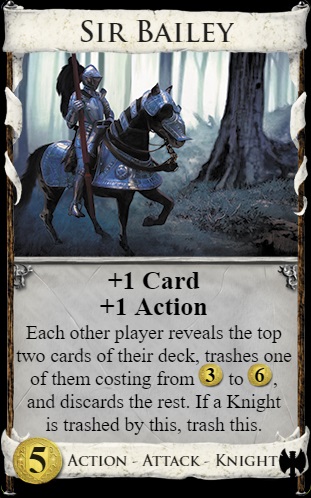 SIR BAILEY
+1 Card
+1 Action
Each other player reveals the top
two cards of their deck, trashes one
of them costing from 3 to 6,
and discards the rest. If a Knight
is trashed by this, trash this.
5 ACTION - ATTACK - KNIGHT